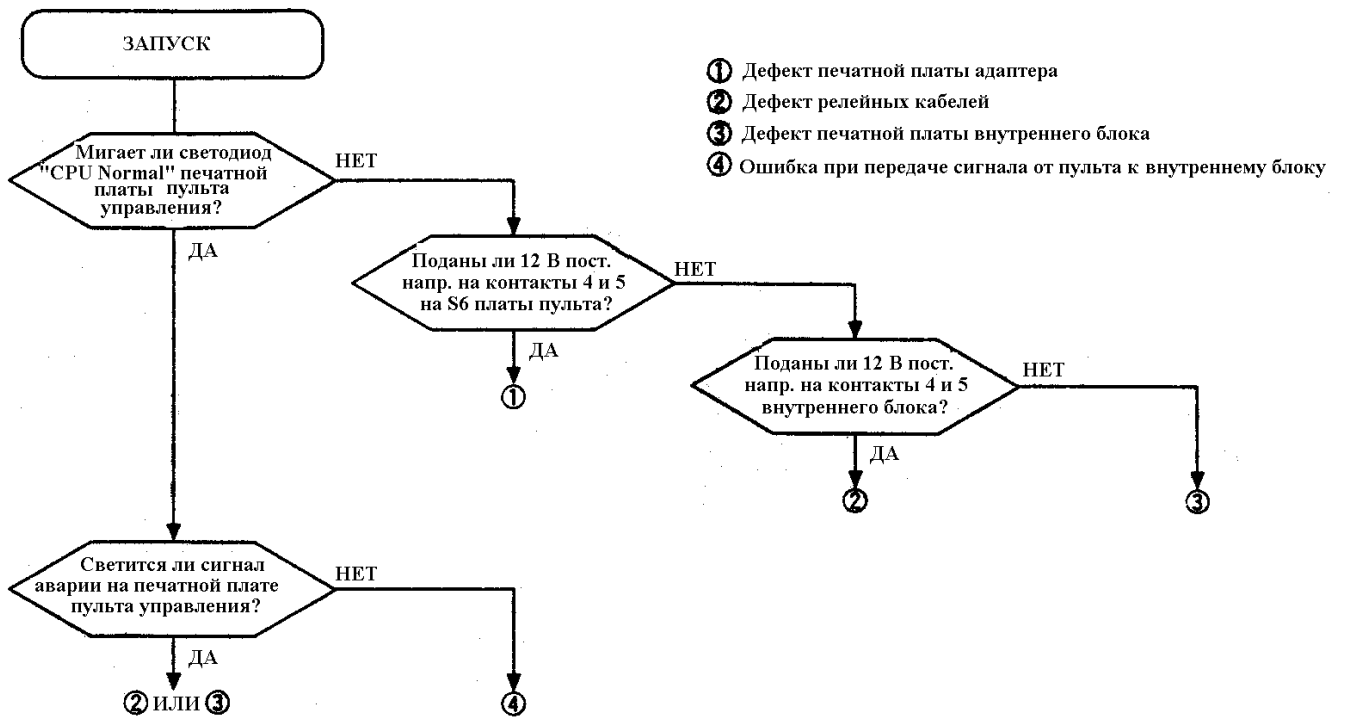 ЗАПУСК
① Дефект печатной платы адаптера
② Дефект релейных кабелей
③ Дефект печатной платы внутреннего блока
④ Ошибка при передаче сигнала от пульта к внутреннему блоку
Мигает ли светодиод
"CPU Normal" печатной
платы пульта
управления?
НЕТ
ДА
Поданы ли 12 В пост.
напр. на контакты 4 и 5
на S6 платы пульта?
НЕТ
ДА
①
Поданы ли 12 В пост.
напр. на контакты 4 и 5
внутреннего блока?
НЕТ
ДА
②
③
Светится ли сигнал
аварии на печатной плате
пульта управления?
НЕТ
ДА
② ИЛИ ③
④